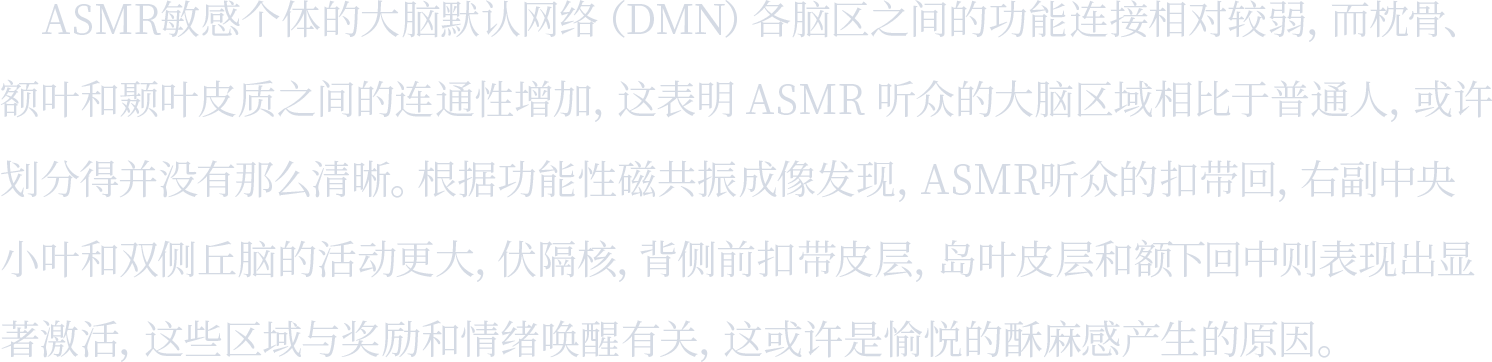 ASMR敏感个体的大脑默认网络（DMN）各脑区之间的功能连接相对较弱, 而枕骨、
额叶和颞叶皮质之间的连通性增加, 这表明 ASMR 听众的大脑区域相比于普通人, 或许
划分得并没有那么清晰。根据功能性磁共振成像发现, ASMR听众的扣带回, 右副中央
小叶和双侧丘脑的活动更大, 伏隔核, 背侧前扣带皮层, 岛叶皮层和额下回中则表现出显
著激活, 这些区域与奖励和情绪唤醒有关, 这或许是愉悦的酥麻感产生的原因。